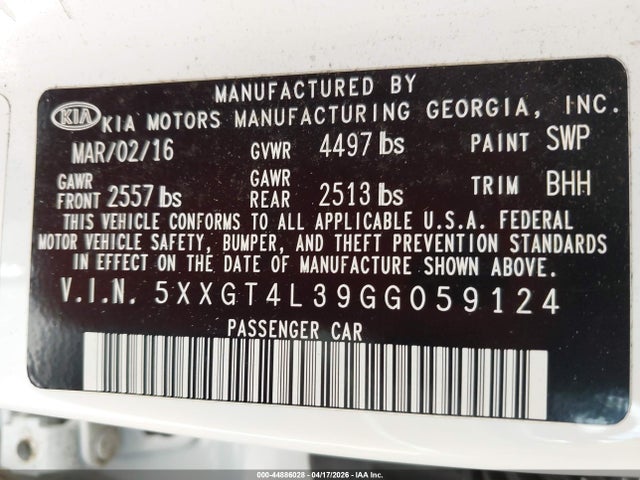 MANUFACTURED BY
KIA KIA MOTORS MANUFACTURING GEORGIA, INC.
MAR/02/16 GVWR 4497 lbs PAINT SWP
GAWR FRONT 2557 lbs GAWR REAR 2513 lbs TRIM BHH
THIS VEHICLE CONFORMS TO ALL APPLICABLE U.S.A. FEDERAL
MOTOR VEHICLE SAFETY, BUMPER, AND THEFT PREVENTION STANDARDS
IN EFFECT ON THE DATE OF MANUFACTURE SHOWN ABOVE.
V.I.N. 5XXGT4L39GG059124
PASSENGER CAR
000-44886028 - 04/17/2026 - IAA Inc.